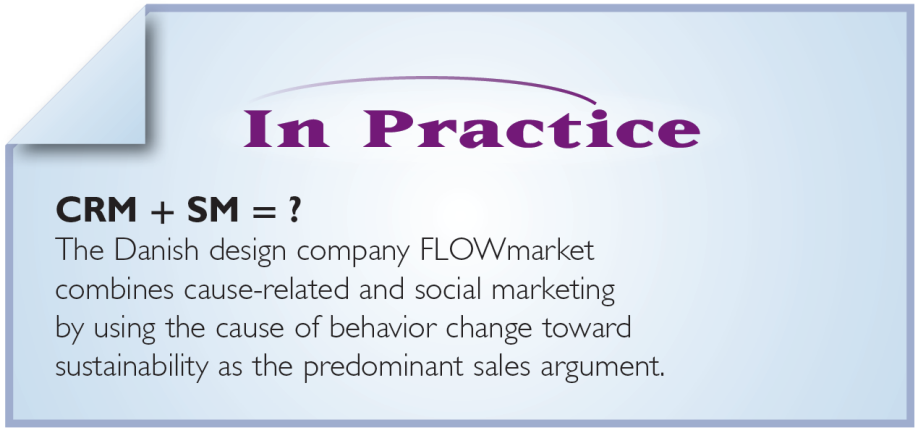 In Practice
CRM + SM = ?
The Danish design company FLOWmarket
combines cause-related and social marketing
by using the cause of behavior change toward
sustainability as the predominant sales argument.